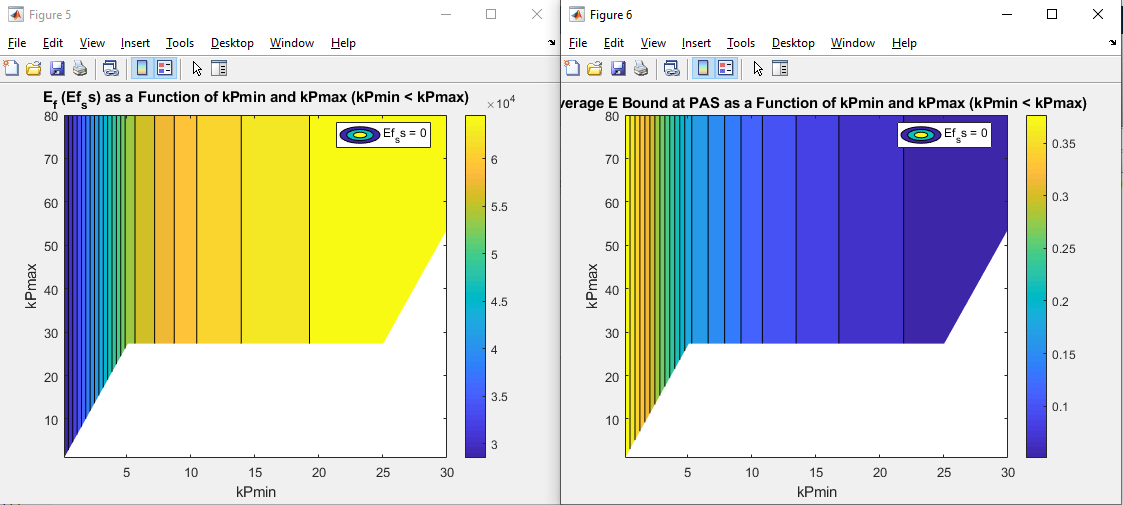 Figure 5
File Edit View Insert Tools Desktop Window Help
E_f (Ef_s s) as a Function of kPmin and kPmax (kPmin < kPmax)
×10^4
Ef_s s = 0
80
70
60
50
40
30
20
10
kPmax
5 10 15 20 25 30
kPmin
6
5.5
5
4.5
4
3.5
3
Figure 6
File Edit View Insert Tools Desktop Window Help
verage E Bound at PAS as a Function of kPmin and kPmax (kPmin < kPmax)
Ef_s s = 0
80
70
60
50
40
30
20
10
kPmax
5 10 15 20 25 30
kPmin
0.35
0.3
0.25
0.2
0.15
0.1